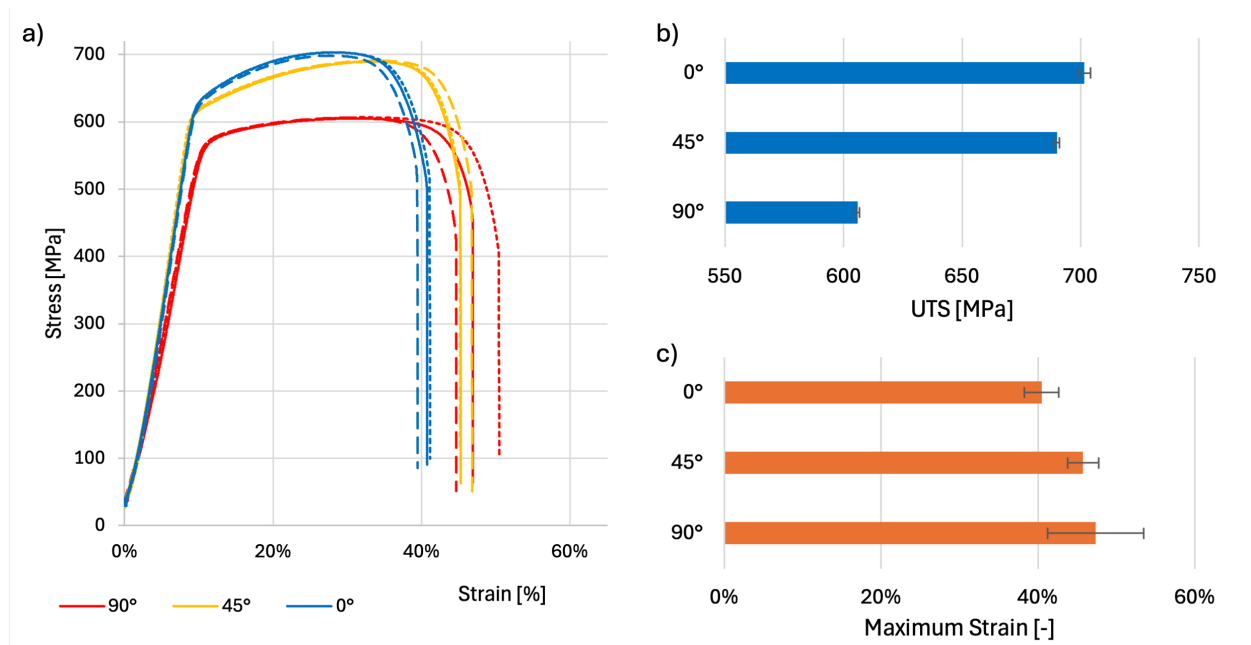 a)
700
600
500
400
300
200
100
0
Stress [MPa]
0% 20% 40% 60%
Strain [%]
90° 45° 0°
b)
0°
45°
90°
550 600 650 700 750
UTS [MPa]
c)
0°
45°
90°
0% 20% 40% 60%
Maximum Strain [-]